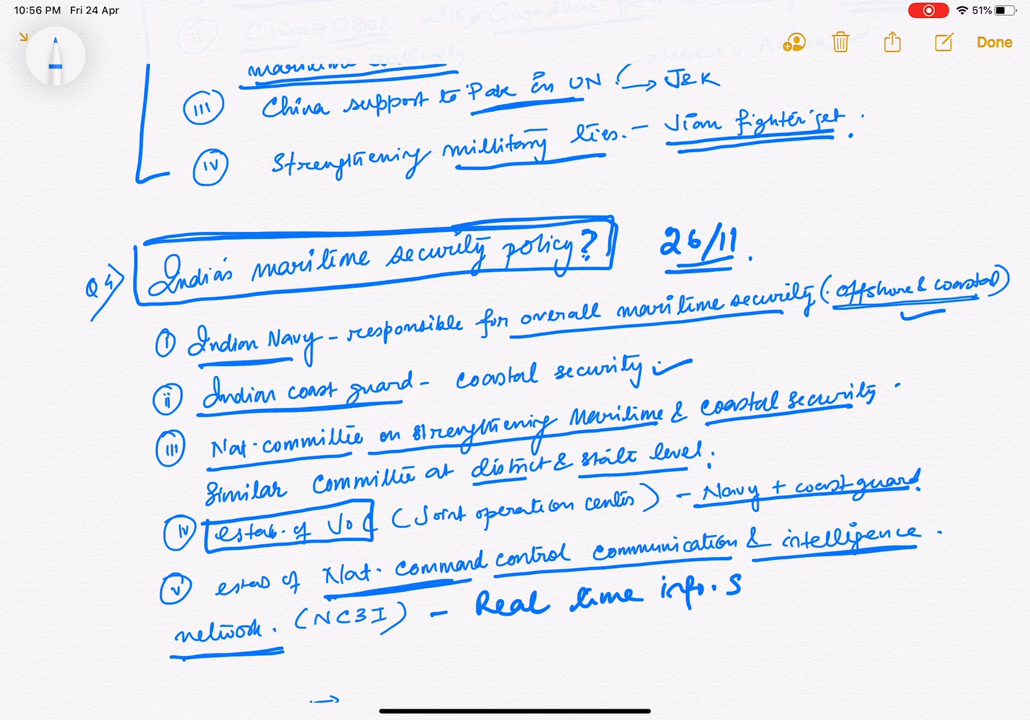 10:56 PM Fri 24 Apr
51%
Done
(iii) China support to Pak in UN → J&K
(iv) Strengthening millitary ties. - Jian fighter jet.
Q4) India's maritime security policy? 26/11.
(i) Indian Navy - responsible for overall maritime security (offshore & coastal)
(ii) Indian coast guard - coastal security ✓
(iii) Nat. committee on strengthening Maritime & coastal security.
Similar committee at district & state level.
(iv) estab. of JOC (Joint operation center) - Navy + coast guard.
(v) estab of Nat. command control communication & intelligence
network. (NC3I) - Real time info. s
→